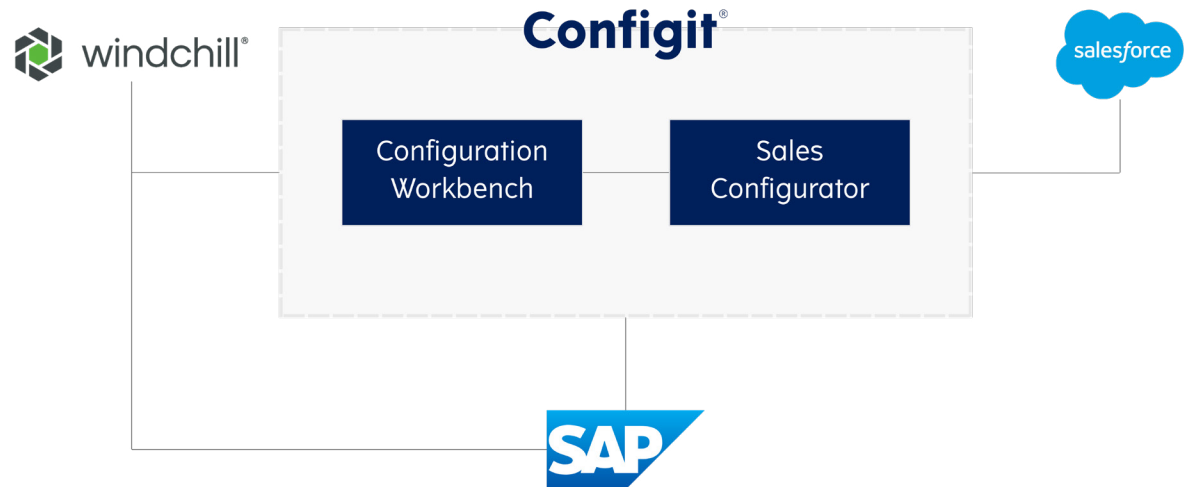 windchill®
Configit®
salesforce
Configuration
Workbench
Sales
Configurator
SAP